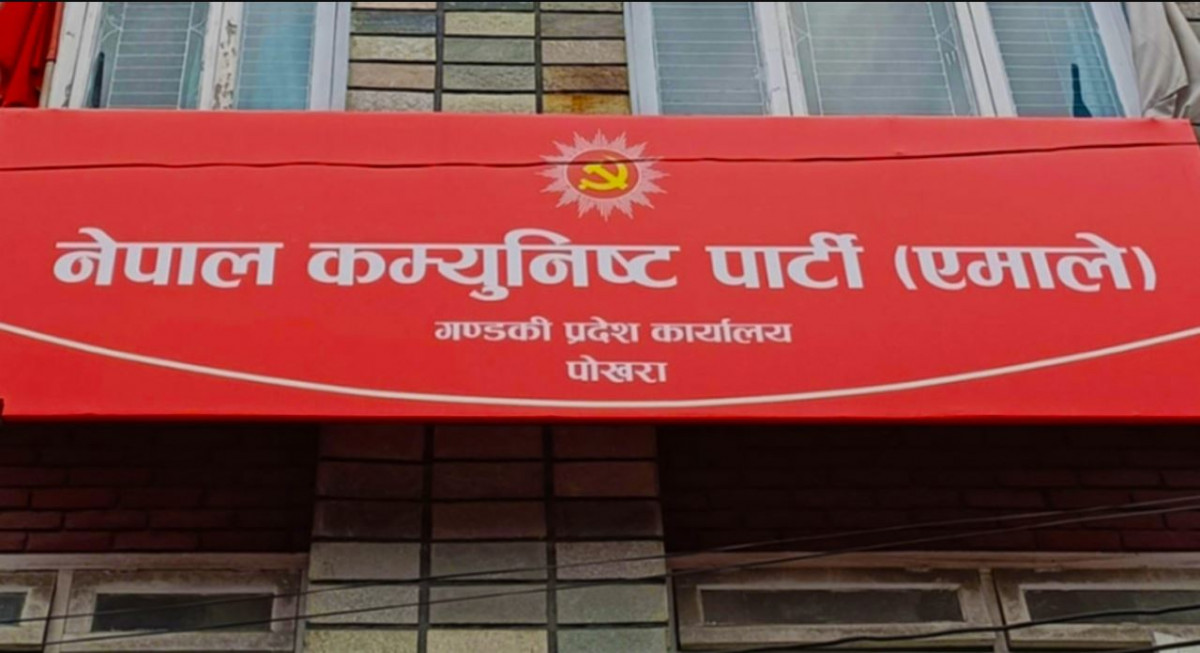 नेपाल कम्युनिष्ट पार्टी (एमाले)
गण्डकी प्रदेश कार्यालय
पोखरा